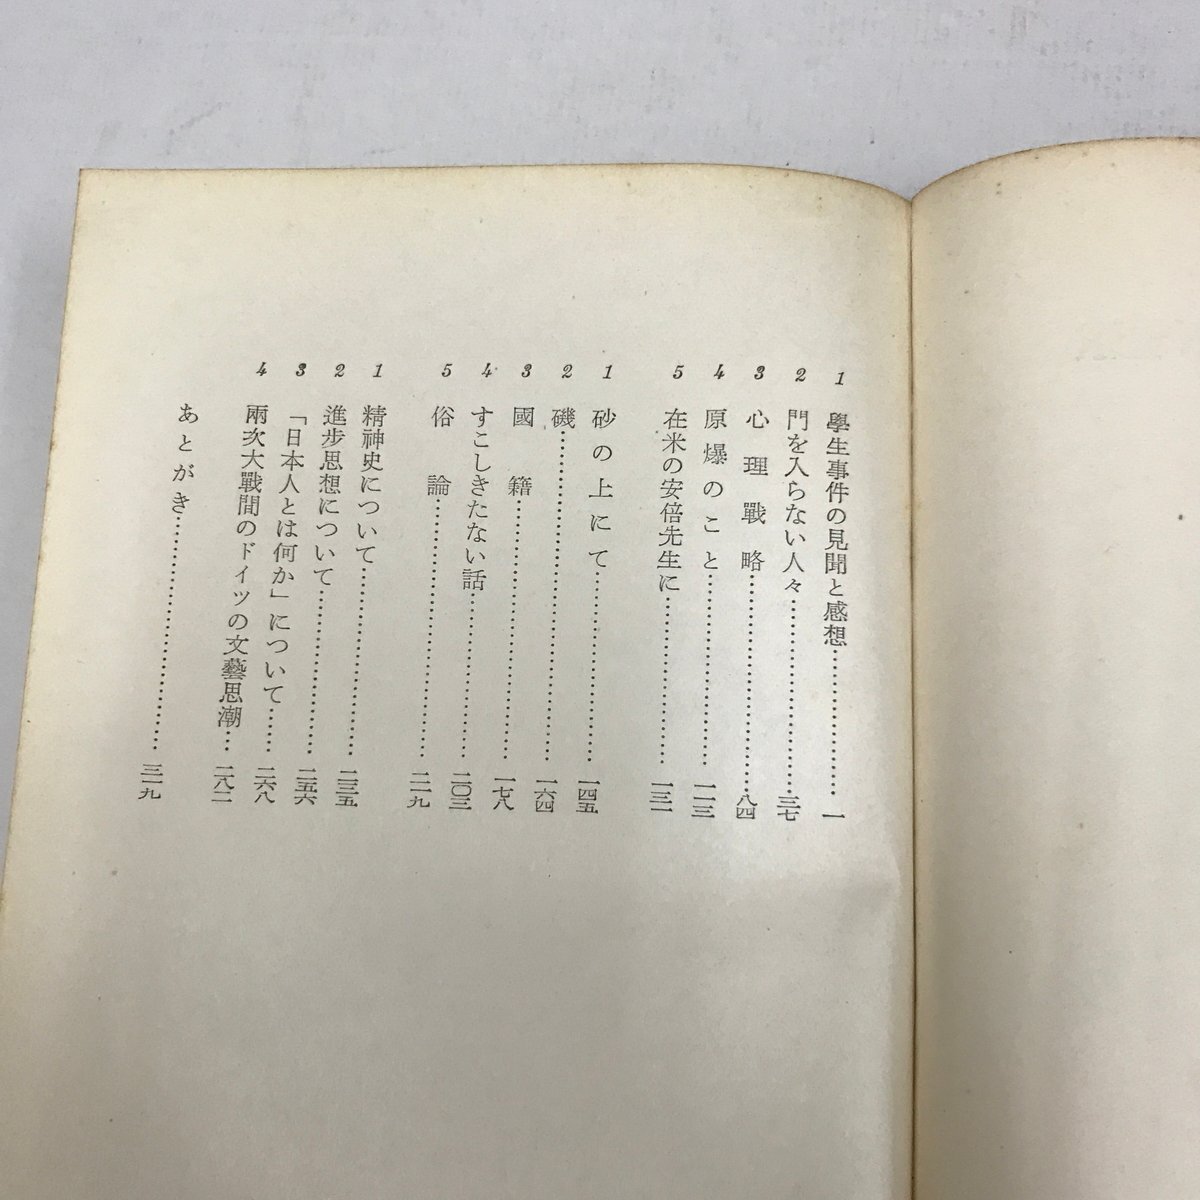 1 學生事件の見聞と感想……………一
2 門を入らない人々……………三七
3 心理戰略……………八四
4 原爆のこと……………一一三
5 在米の安倍先生に……………一三一
1 砂の上にて……………一四五
2 磯……………一六四
3 國籍……………一七八
4 すこしきたない話……………二〇三
5 俗論……………二一九
1 精神史について……………二三五
2 進步思想について……………二五六
3 「日本人とは何か」について……二六八
4 兩次大戰間のドイツの文藝思潮…二八二
あとがき……………三一九